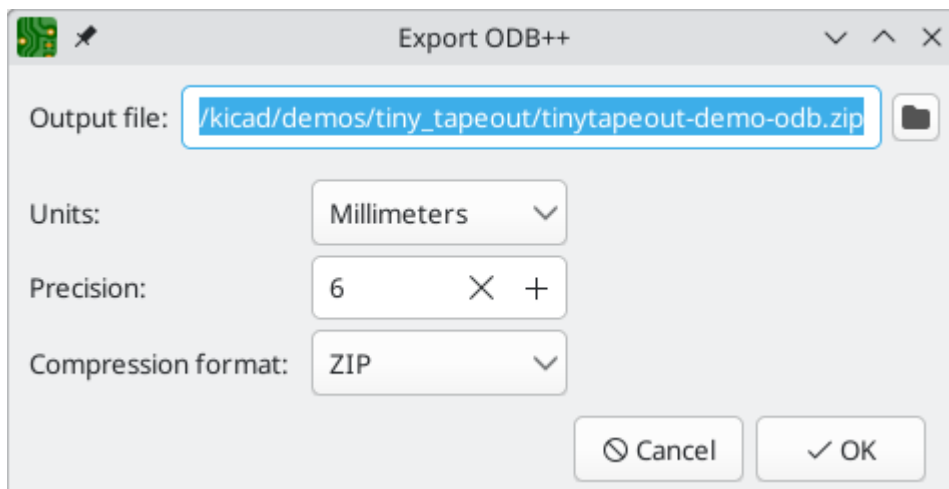 Export ODB++
Output file: /kicad/demos/tiny_tapeout/tinytapeout-demo-odb.zip
Units: Millimeters
Precision: 6
Compression format: ZIP
Cancel OK